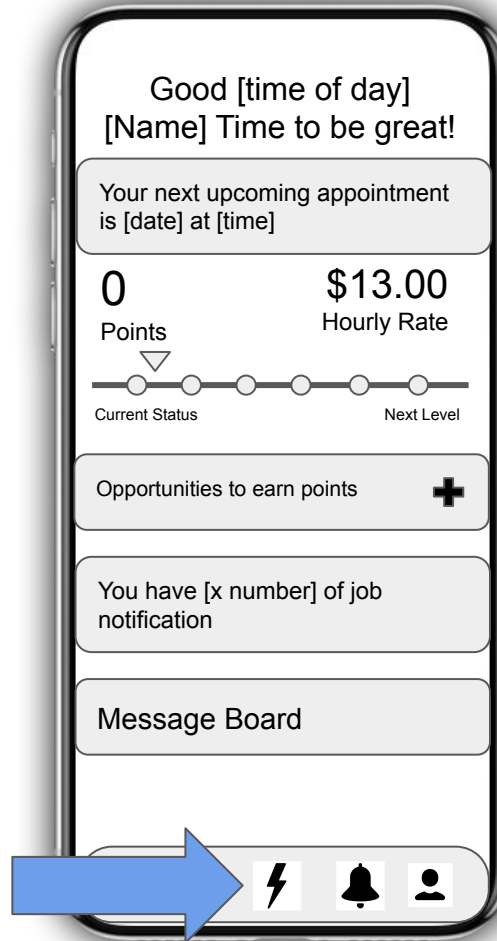 Good [time of day]
[Name] Time to be great!
Your next upcoming appointment
is [date] at [time]
0
Points
$13.00
Hourly Rate
Current Status
Next Level
Opportunities to earn points
You have [x number] of job
notification
Message Board